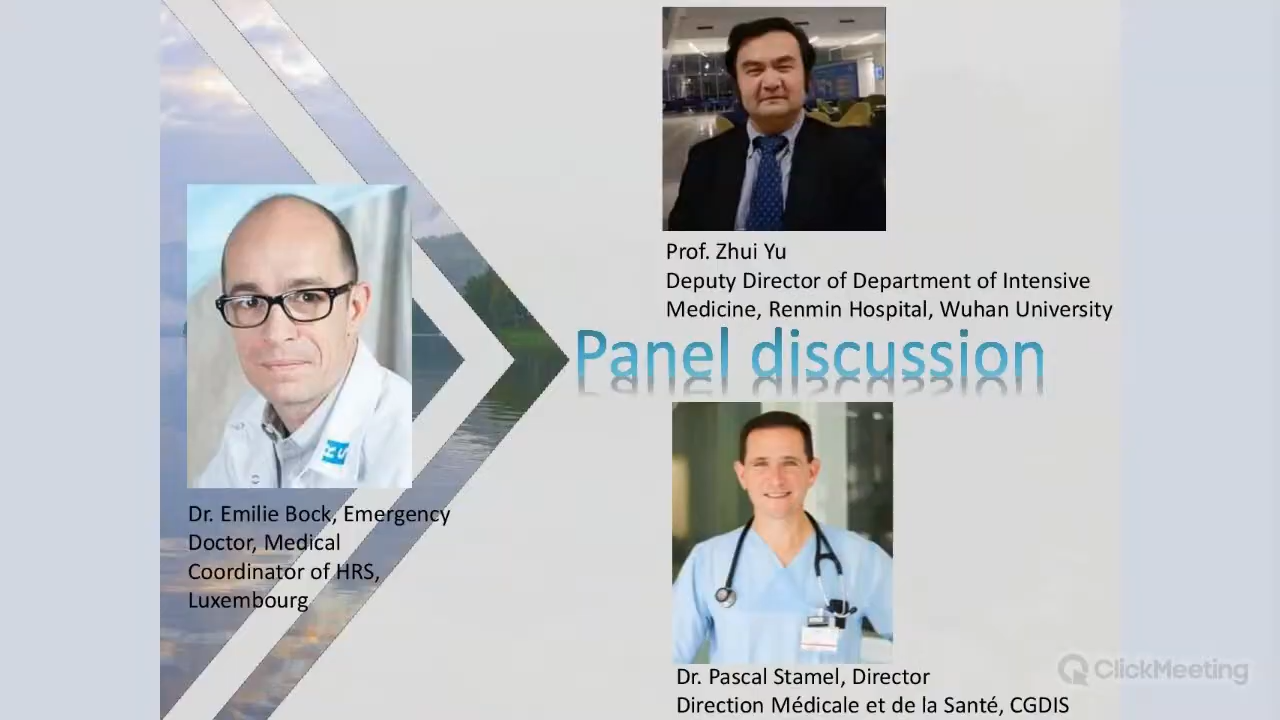 Prof. Zhui Yu
Deputy Director of Department of Intensive
Medicine, Renmin Hospital, Wuhan University
Panel discussion
Dr. Emilie Bock, Emergency
Doctor, Medical
Coordinator of HRS,
Luxembourg
Dr. Pascal Stamel, Director
Direction Médicale et de la Santé, CGDIS
ClickMeeting